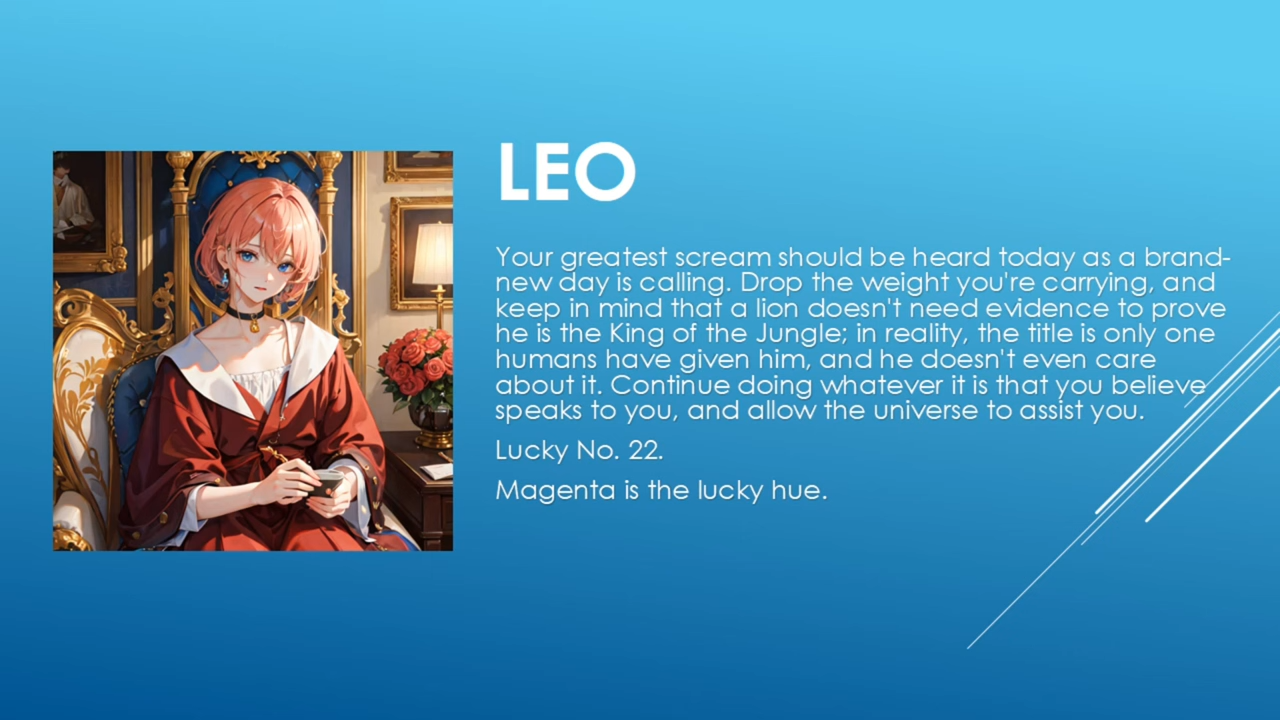 LEO
Your greatest scream should be heard today as a brand-
new day is calling. Drop the weight you're carrying, and
keep in mind that a lion doesn't need evidence to prove
he is the King of the Jungle; in reality, the title is only one
humans have given him, and he doesn't even care
about it. Continue doing whatever it is that you believe
speaks to you, and allow the universe to assist you.
Lucky No. 22.
Magenta is the lucky hue.